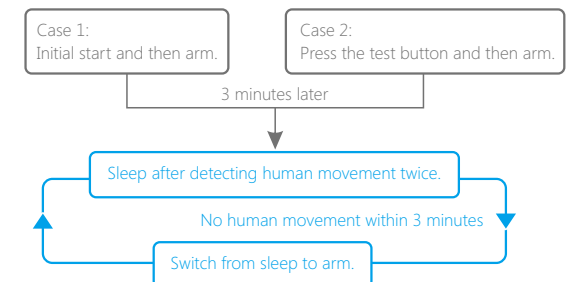 Case 1:
Initial start and then arm.
Case 2:
Press the test button and then arm.
3 minutes later
Sleep after detecting human movement twice.
No human movement within 3 minutes
Switch from sleep to arm.